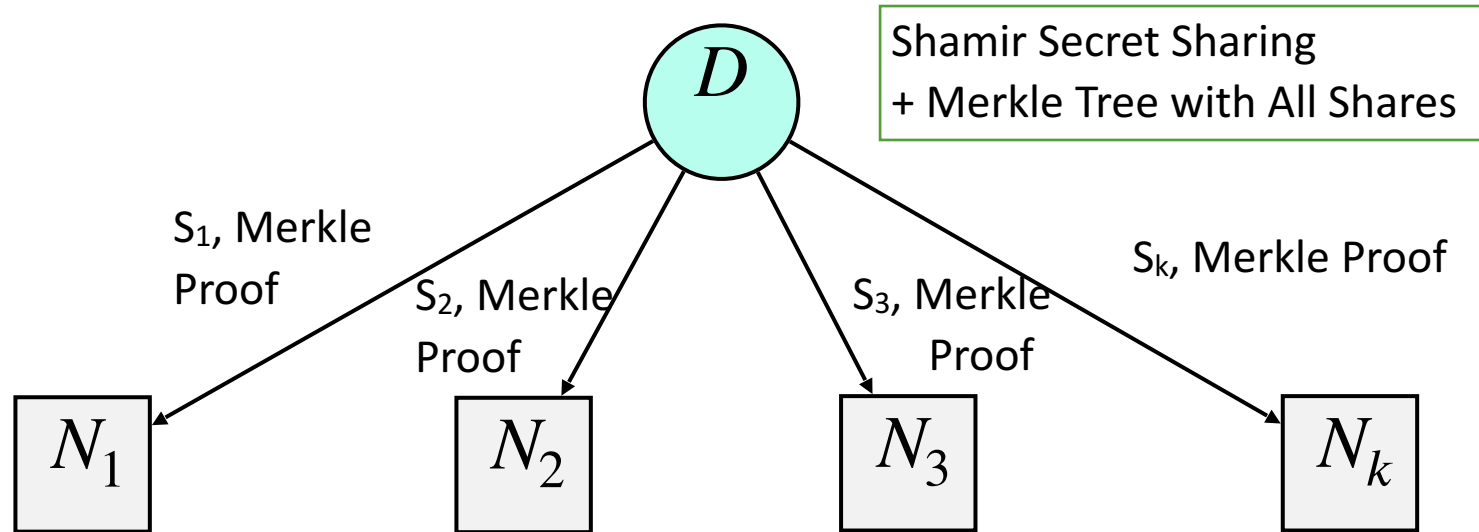 D
Shamir Secret Sharing
+ Merkle Tree with All Shares
S₁, Merkle
Proof
S₂, Merkle
Proof
S₃, Merkle
Proof
Sₖ, Merkle Proof
N₁
N₂
N₃
Nₖ